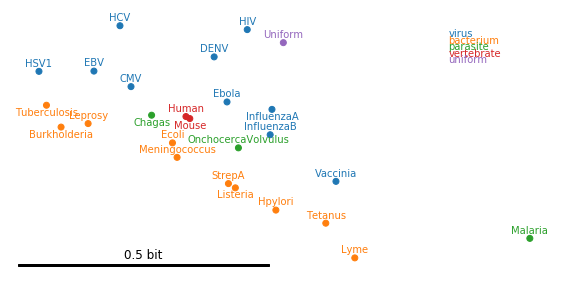 HCV
HIV
Uniform
virus
bacterium
parasite
vertebrate
uniform
DENV
HSV1
EBV
CMV
Ebola
Tuberculosis
Leprosy
Burkholderia
Chagas
Human
Mouse
InfluenzaA
InfluenzaB
Ecoli
OnchocercaVolvulus
Meningococcus
StrepA
Listeria
Vaccinia
Hpylori
Tetanus
Malaria
Lyme
0.5 bit